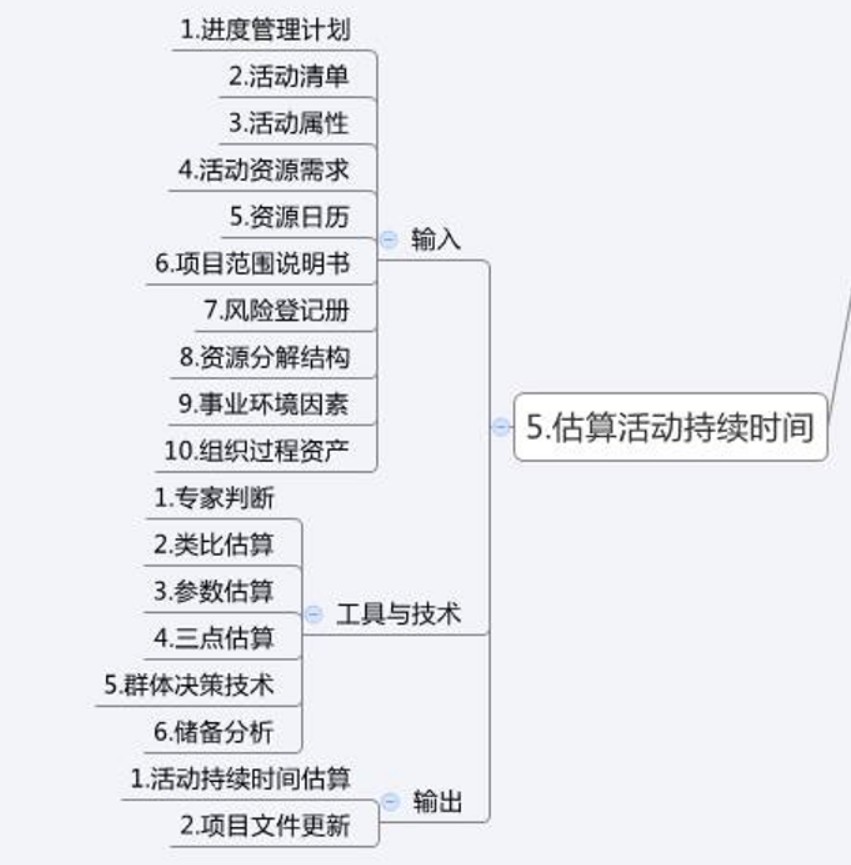 1.进度管理计划
2.活动清单
3.活动属性
4.活动资源需求
5.资源日历
输入
6.项目范围说明书
7.风险登记册
8.资源分解结构
9.事业环境因素
5.估算活动持续时间
10.组织过程资产
1.专家判断
2.类比估算
3.参数估算
工具与技术
4.三点估算
5.群体决策技术
6.储备分析
1.活动持续时间估算
输出
2.项目文件更新